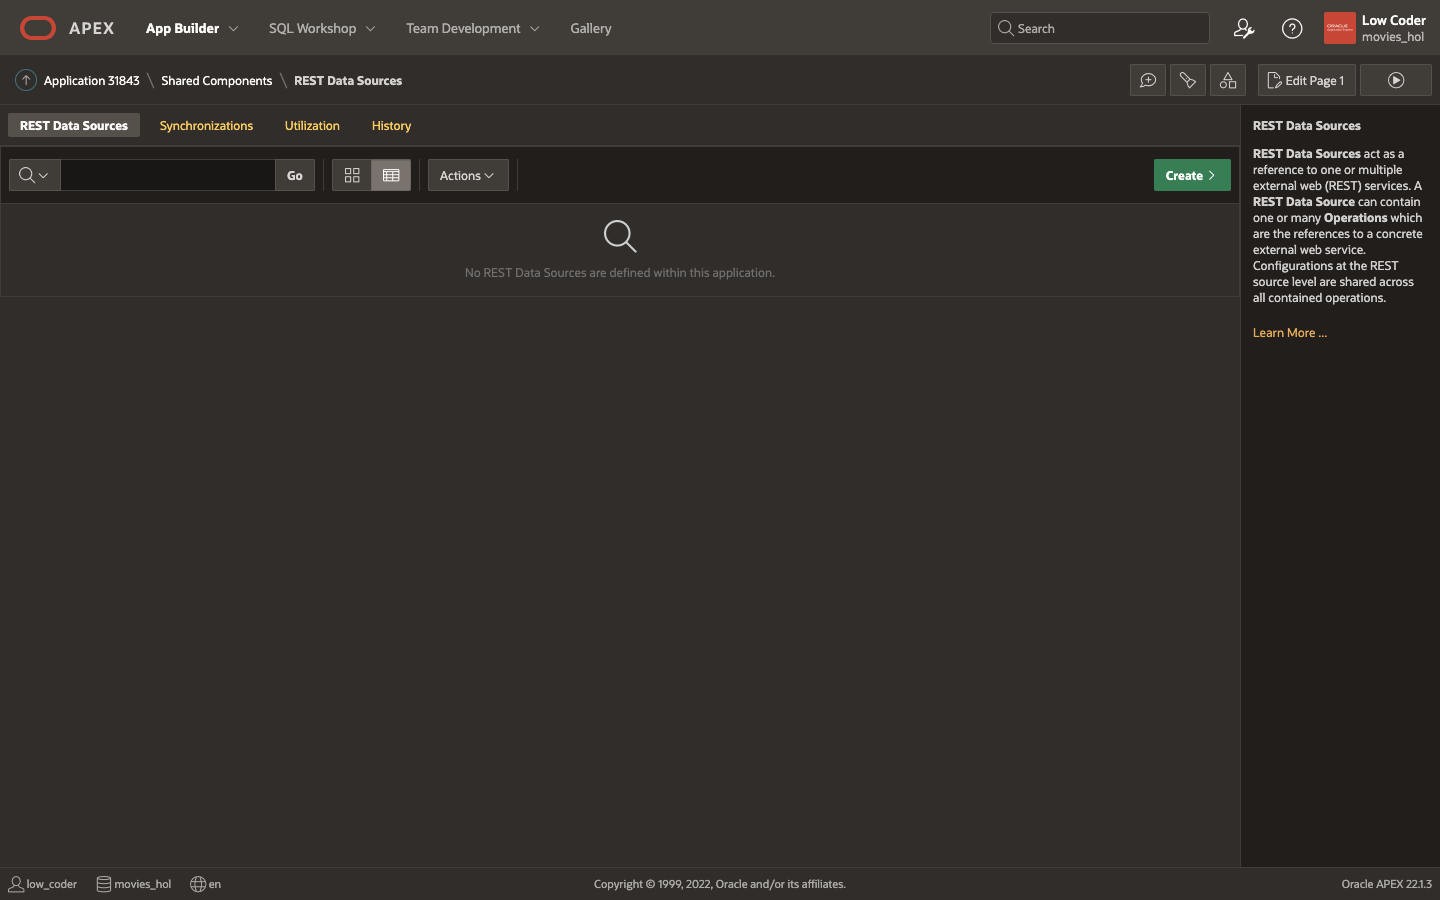 APEX App Builder SQL Workshop Team Development Gallery Search Low Coder
movies_hol
Application 31843 \ Shared Components \ REST Data Sources Edit Page 1
REST Data Sources Synchronizations Utilization History
Go Actions Create
No REST Data Sources are defined within this application.
REST Data Sources
REST Data Sources act as a
reference to one or multiple
external web (REST) services. A
REST Data Source can contain
one or many Operations which
are the references to a concrete
external web service.
Configurations at the REST
source level are shared across
all contained operations.
Learn More ...
low_coder movies_hol en Copyright © 1999, 2022, Oracle and/or its affiliates. Oracle APEX 22.1.3